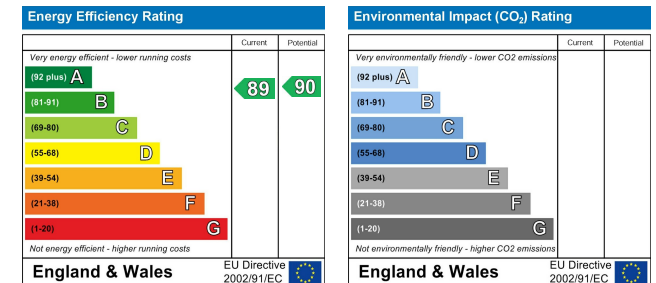 Energy Efficiency Rating
Current Potential
Very energy efficient - lower running costs
(92 plus) A
(81-91) B
89 90
(69-80) C
(55-68) D
(39-54) E
(21-38) F
(1-20) G
Not energy efficient - higher running costs
England & Wales
EU Directive
2002/91/EC
Environmental Impact (CO₂) Rating
Current Potential
Very environmentally friendly - lower CO2 emissions
(92 plus) A
(81-91) B
(69-80) C
(55-68) D
(39-54) E
(21-38) F
(1-20) G
Not environmentally friendly - higher CO2 emissions
England & Wales
EU Directive
2002/91/EC